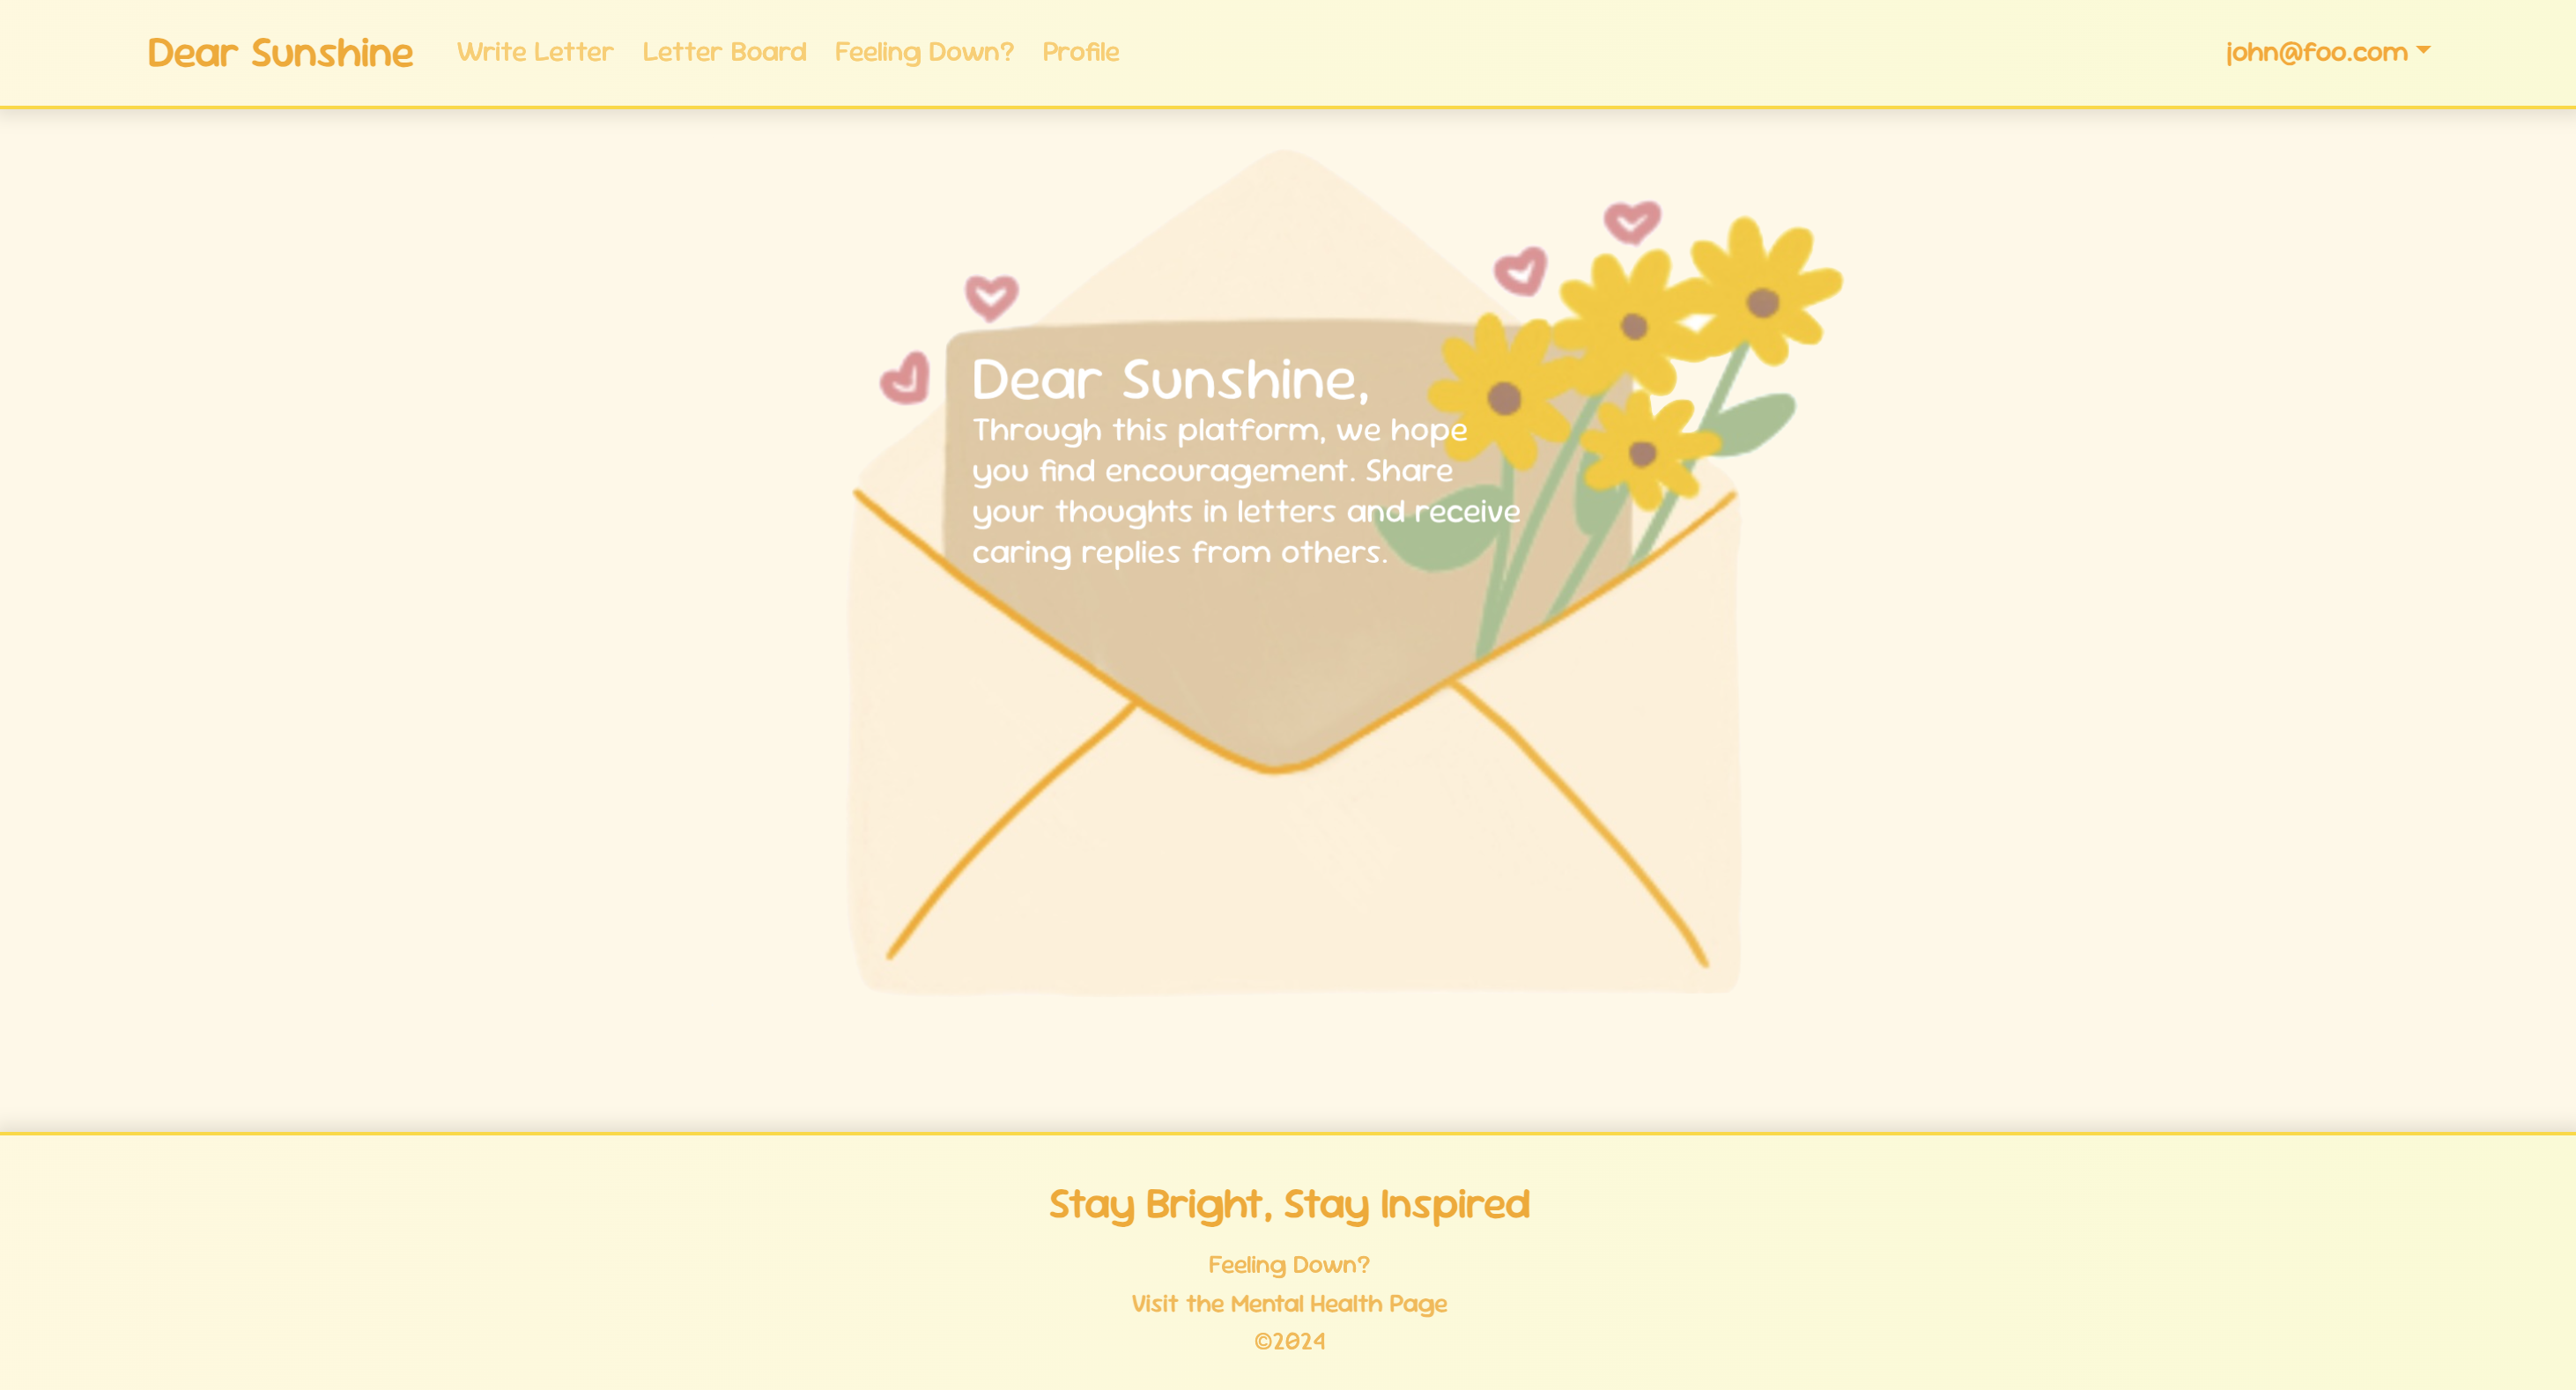 Dear Sunshine
Write Letter
Letter Board
Feeling Down?
Profile
john@foo.com
Dear Sunshine,
Through this platform, we hope
you find encouragement. Share
your thoughts in letters and receive
caring replies from others.
Stay Bright, Stay Inspired
Feeling Down?
Visit the Mental Health Page
©2024